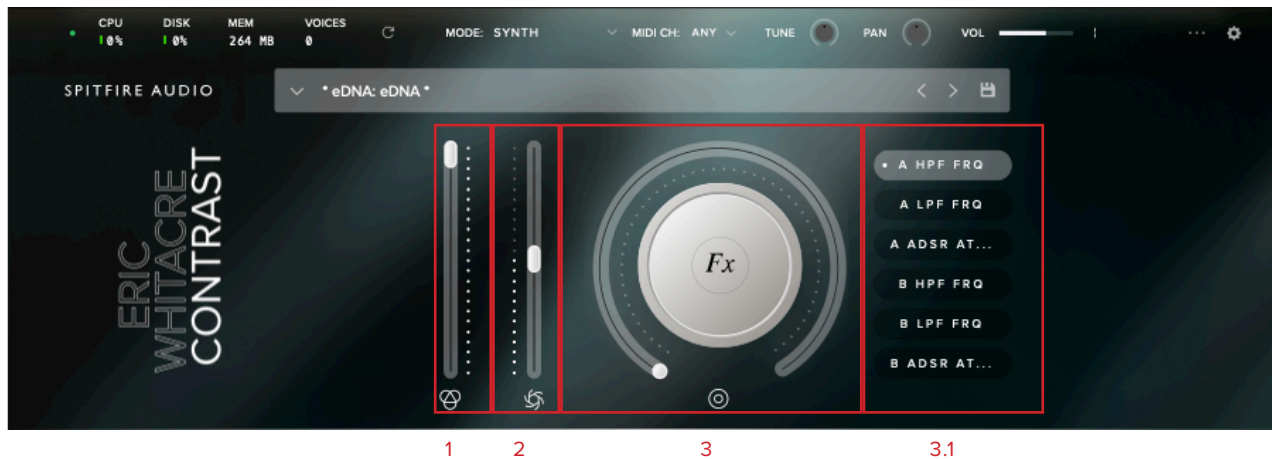 CPU DISK MEM VOICES
0% 0% 264 MB 0
MODE: SYNTH MIDI CH: ANY TUNE PAN VOL
SPITFIRE AUDIO
* eDNA: eDNA *
ERIC
WHITACRE
CONTRAST
Fx
A HPF FRQ
A LPF FRQ
A ADSR AT...
B HPF FRQ
B LPF FRQ
B ADSR AT...
1 2 3 3.1